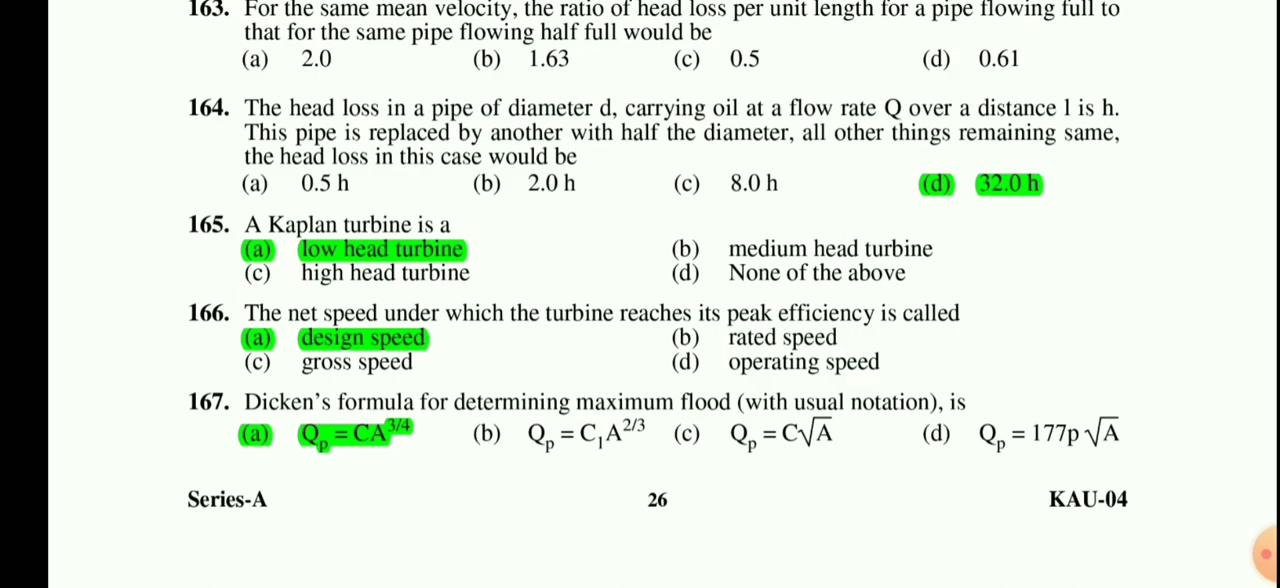 163. For the same mean velocity, the ratio of head loss per unit length for a pipe flowing full to
that for the same pipe flowing half full would be
(a) 2.0 (b) 1.63 (c) 0.5 (d) 0.61
164. The head loss in a pipe of diameter d, carrying oil at a flow rate Q over a distance l is h.
This pipe is replaced by another with half the diameter, all other things remaining same,
the head loss in this case would be
(a) 0.5 h (b) 2.0 h (c) 8.0 h (d) 32.0 h
165. A Kaplan turbine is a
(a) low head turbine (b) medium head turbine
(c) high head turbine (d) None of the above
166. The net speed under which the turbine reaches its peak efficiency is called
(a) design speed (b) rated speed
(c) gross speed (d) operating speed
167. Dicken's formula for determining maximum flood (with usual notation), is
(a) Qₚ = CA^3/4 (b) Qₚ = C₁A^2/3 (c) Qₚ = C√A (d) Qₚ = 177p √A
Series-A 26 KAU-04